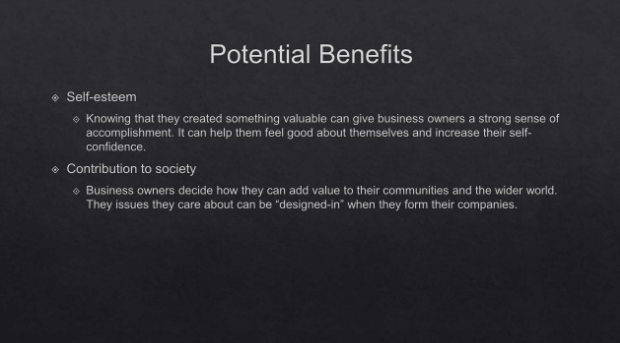 Potential Benefits
Self-esteem
Knowing that they created something valuable can give business owners a strong sense of
accomplishment. It can help them feel good about themselves and increase their self-
confidence.
Contribution to society
Business owners decide how they can add value to their communities and the wider world.
They issues they care about can be “designed-in” when they form their companies.